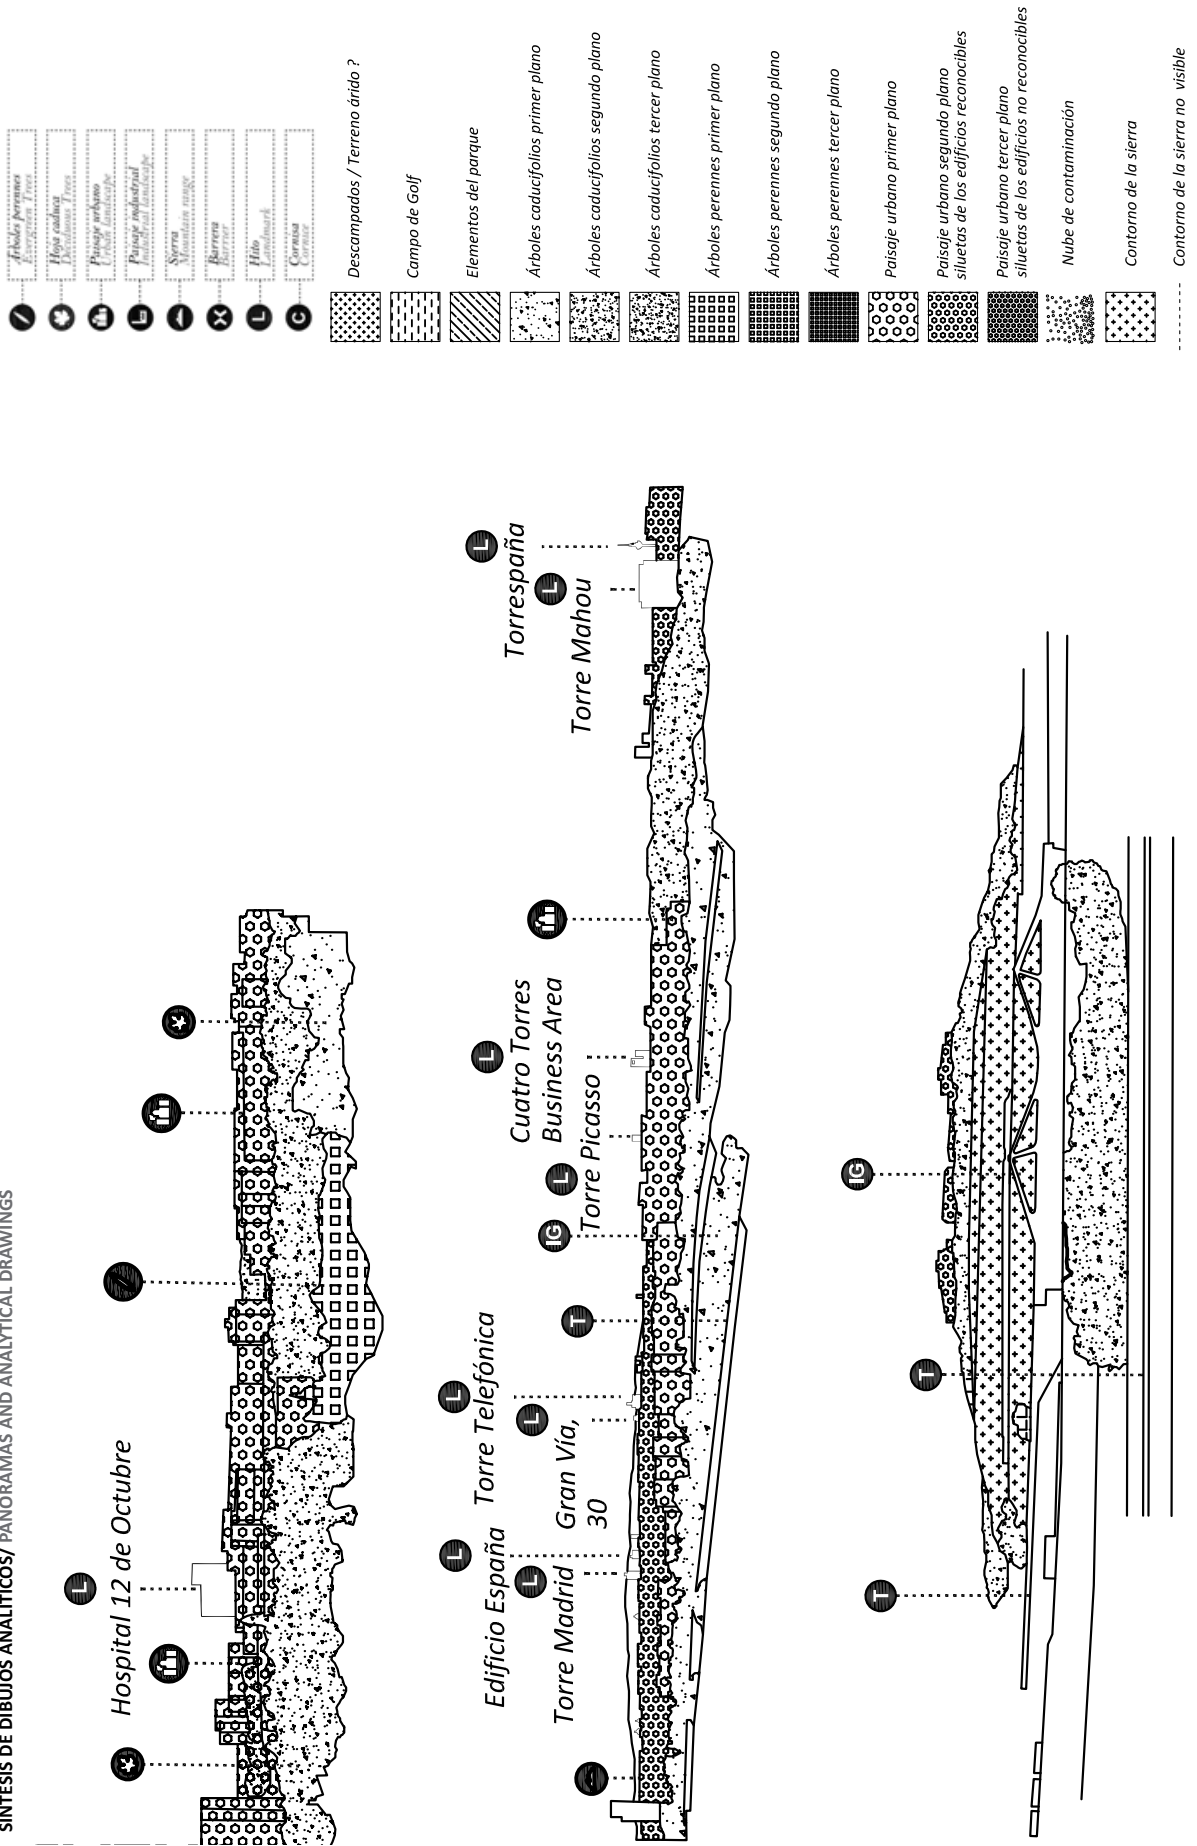 SÍNTESIS DE DIBUJOS ANALÍTICOS/ PANORAMAS AND ANALYTICAL DRAWINGS
L
Hospital 12 de Octubre
L
Edificio España
L
Torre Madrid
L
Torre Telefónica
L
Gran Vía,
30
T
IG
L
Torre Picasso
L
Cuatro Torres
Business Area
L
Torre Mahou
L
Torrespaña
T
T
IG
Árboles perennes
Evergreen Trees
Hoja caduca
Deciduous Trees
Paisaje urbano
Urban landscape
Paisaje industrial
Industrial landscape
Sierra
Mountain range
Barrera
Barrier
L
Hito
Landmark
C
Cornisa
Cornice
Descampados / Terreno árido ?
Campo de Golf
Elementos del parque
Árboles caducifolios primer plano
Árboles caducifolios segundo plano
Árboles caducifolios tercer plano
Árboles perennes primer plano
Árboles perennes segundo plano
Árboles perennes tercer plano
Paisaje urbano primer plano
Paisaje urbano segundo plano
siluetas de los edificios reconocibles
Paisaje urbano tercer plano
siluetas de los edificios no reconocibles
Nube de contaminación
Contorno de la sierra
Contorno de la sierra no visible